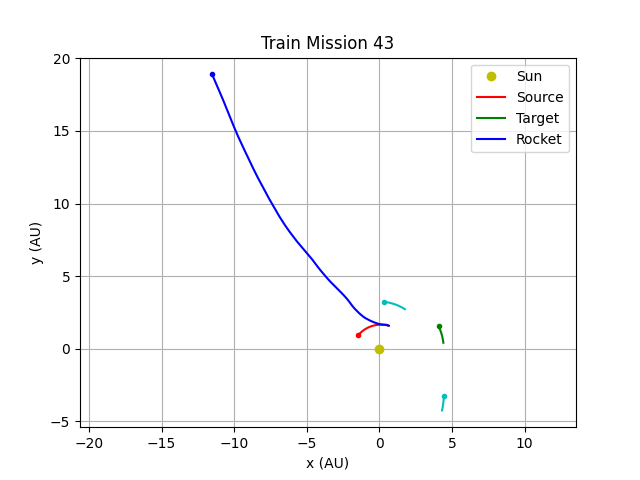 Train Mission 43
Sun
Source
Target
Rocket
y (AU)
20
15
10
5
0
−5
−20
−15
−10
−5
0
5
10
x (AU)